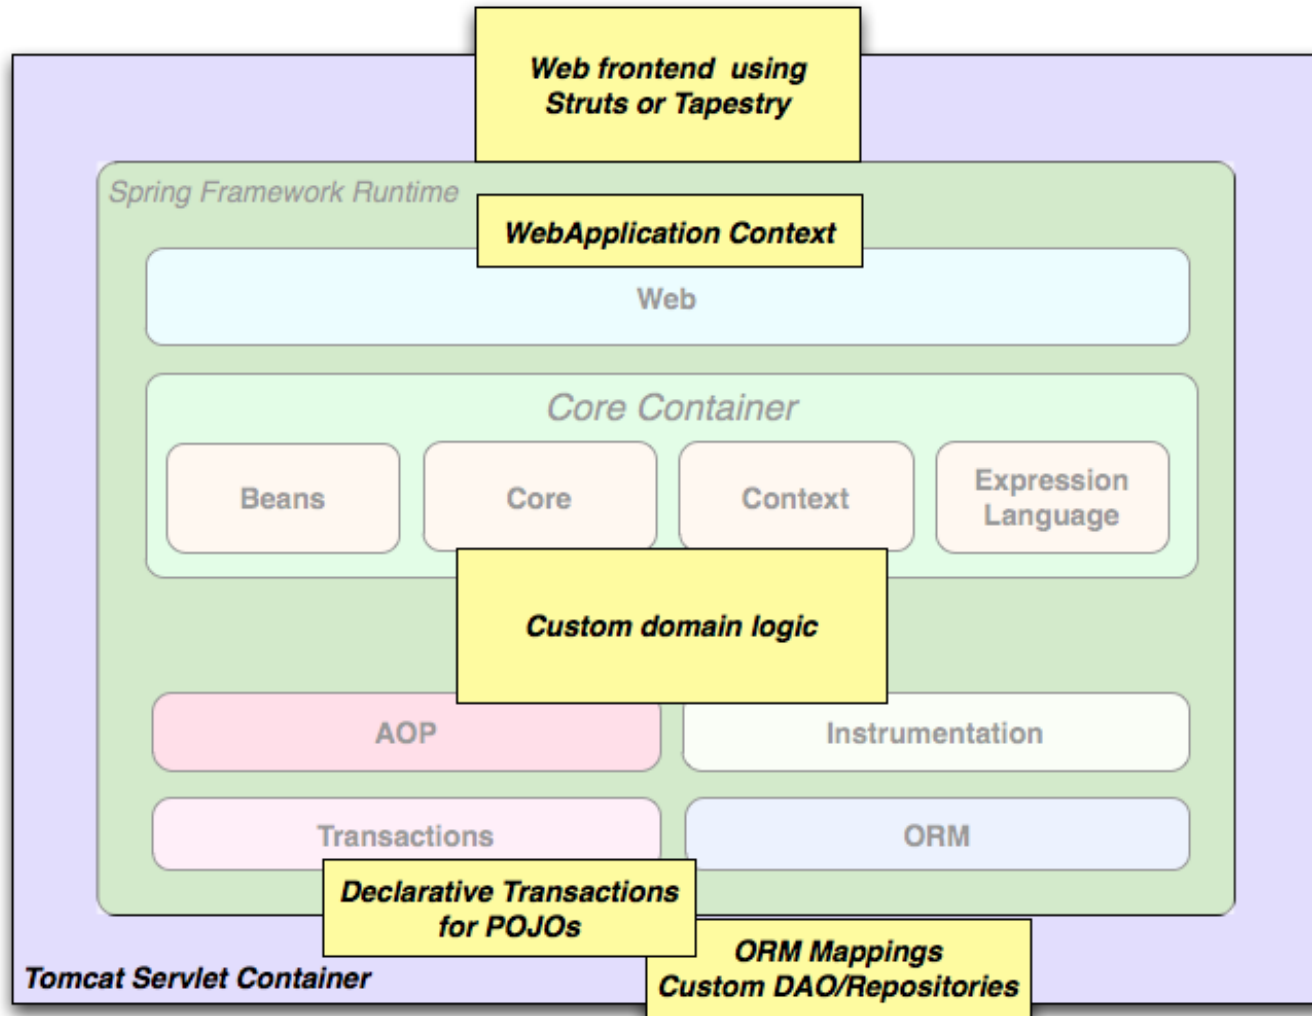 Web frontend using
Struts or Tapestry
Spring Framework Runtime
WebApplication Context
Web
Core Container
Beans
Core
Context
Expression
Language
Custom domain logic
AOP
Instrumentation
Transactions
ORM
Declarative Transactions
for POJOs
ORM Mappings
Custom DAO/Repositories
Tomcat Servlet Container